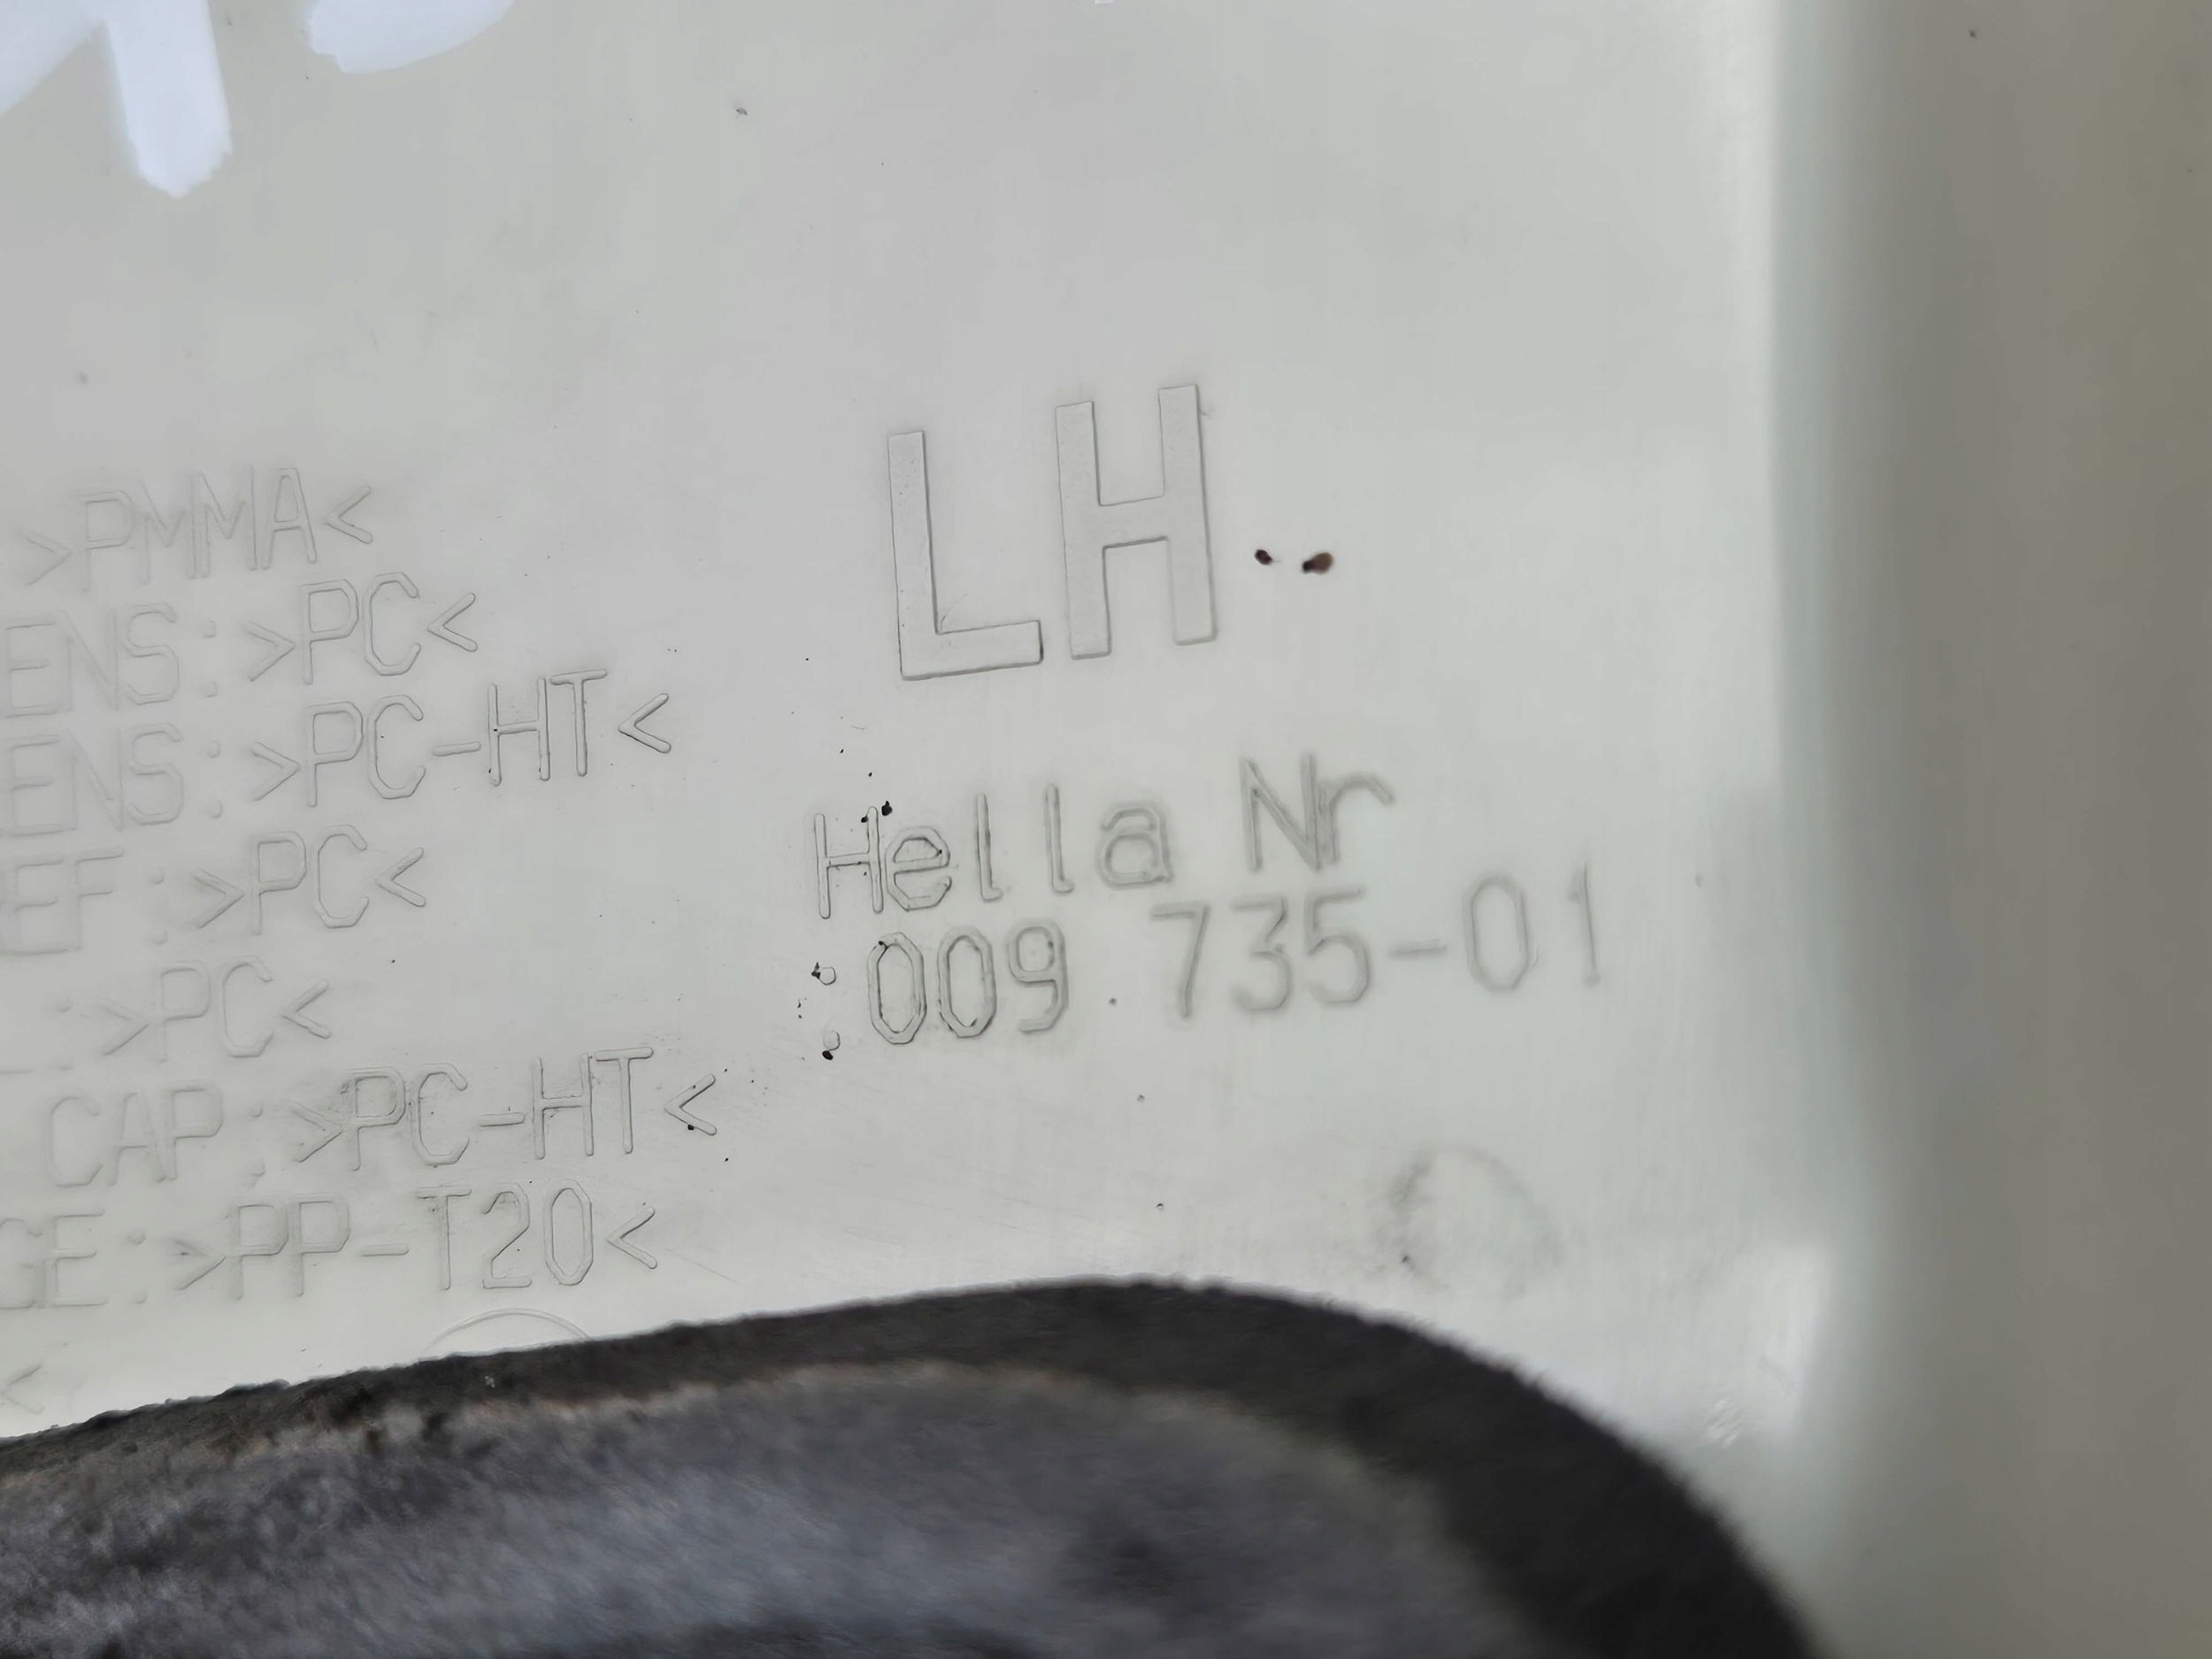 >PMMA<
ENS:>PC<
ENS:>PC-HT<
EF:>PC<
:>PC<
CAP:>PC-HT<
GE:>PP-T20<
<
LH
Hella Nr
:009 735-01